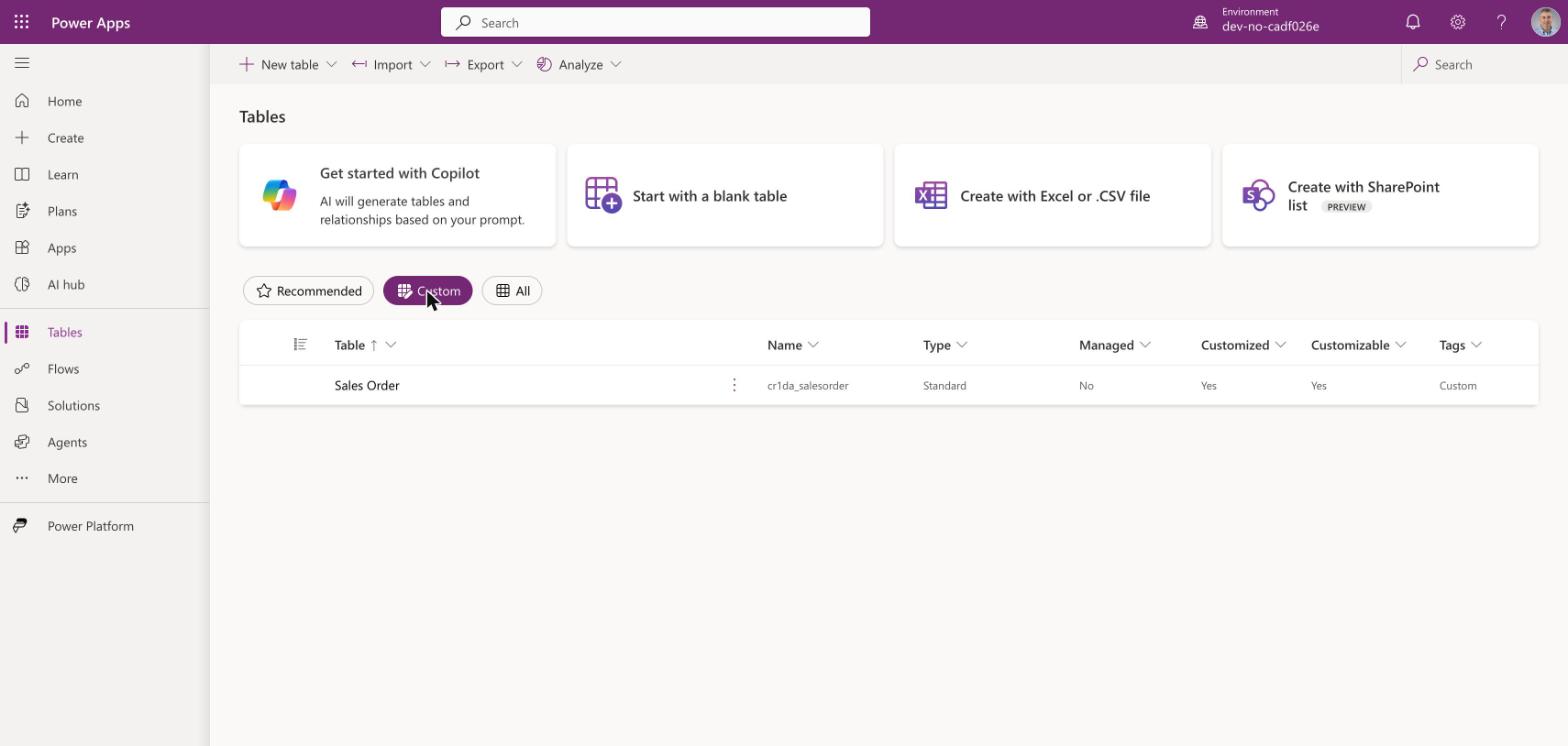 Power Apps
Search
Environment
dev-no-cadf026e
?
New table
Import
Export
Analyze
Search
Home
Create
Learn
Plans
Apps
AI hub
Tables
Flows
Solutions
Agents
More
Power Platform
Tables
Get started with Copilot
AI will generate tables and
relationships based on your prompt.
Start with a blank table
Create with Excel or .CSV file
Create with SharePoint
list PREVIEW
Recommended
Custom
All
Table ↑ Name Type Managed Customized Customizable Tags
Sales Order cr1da_salesorder Standard No Yes Yes Custom